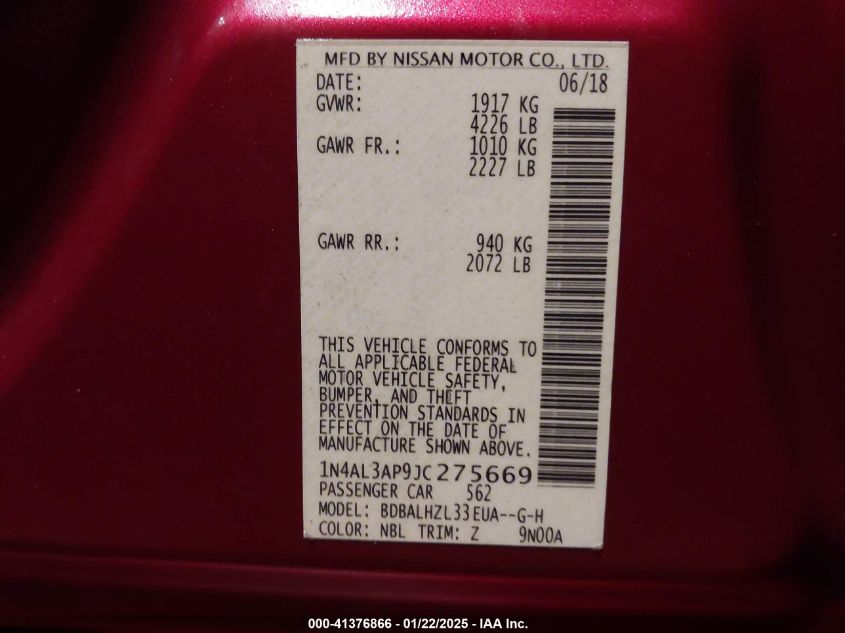 MFD BY NISSAN MOTOR CO., LTD.
DATE: 06/18
GVWR: 1917 KG
4226 LB
GAWR FR.: 1010 KG
2227 LB
GAWR RR.: 940 KG
2072 LB
THIS VEHICLE CONFORMS TO
ALL APPLICABLE FEDERAL
MOTOR VEHICLE SAFETY,
BUMPER, AND THEFT
PREVENTION STANDARDS IN
EFFECT ON THE DATE OF
MANUFACTURE SHOWN ABOVE.
1N4AL3AP9JC275669
PASSENGER CAR 562
MODEL: BDBALHZL33EUA--G-H
COLOR: NBL TRIM: Z 9N00A
000-41376866 - 01/22/2025 - IAA Inc.